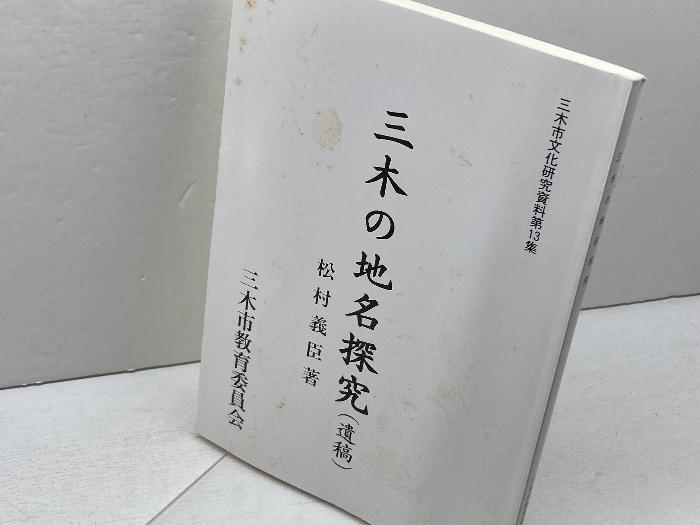 三木市文化研究資料第13集
三木の地名探究(遺稿)
松村義臣著
三木市教育委員会